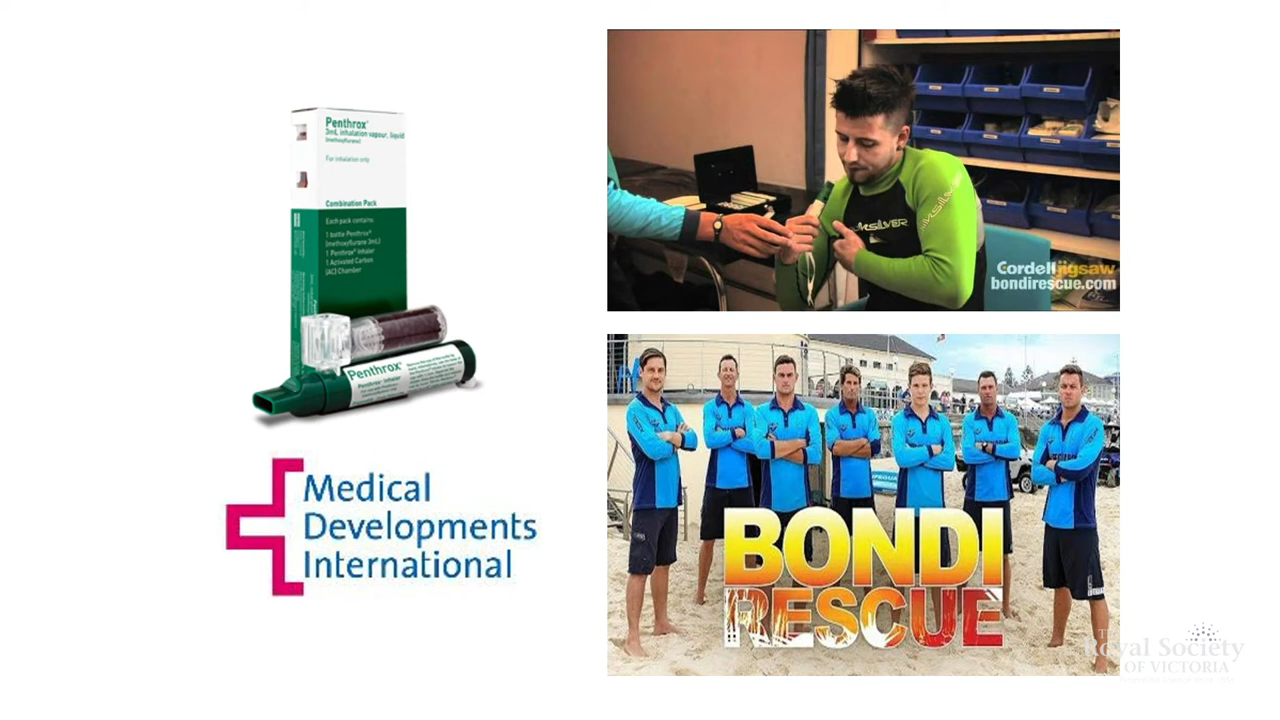 Penthrox®
3mL inhalation vapour, liquid
(methoxyflurane)
For inhalation only
Combination Pack
Each pack contains:
1 bottle Penthrox®
(methoxyflurane 3mL)
1 Penthrox® Inhaler
1 Activated Carbon
(AC) Chamber
Penthrox®
Penthrox® Inhaler
Medical
Developments
International
QUIKSILVER
Cordelljigsaw
bondirescue.com
BONDI
RESCUE
Royal Society
OF VICTORIA